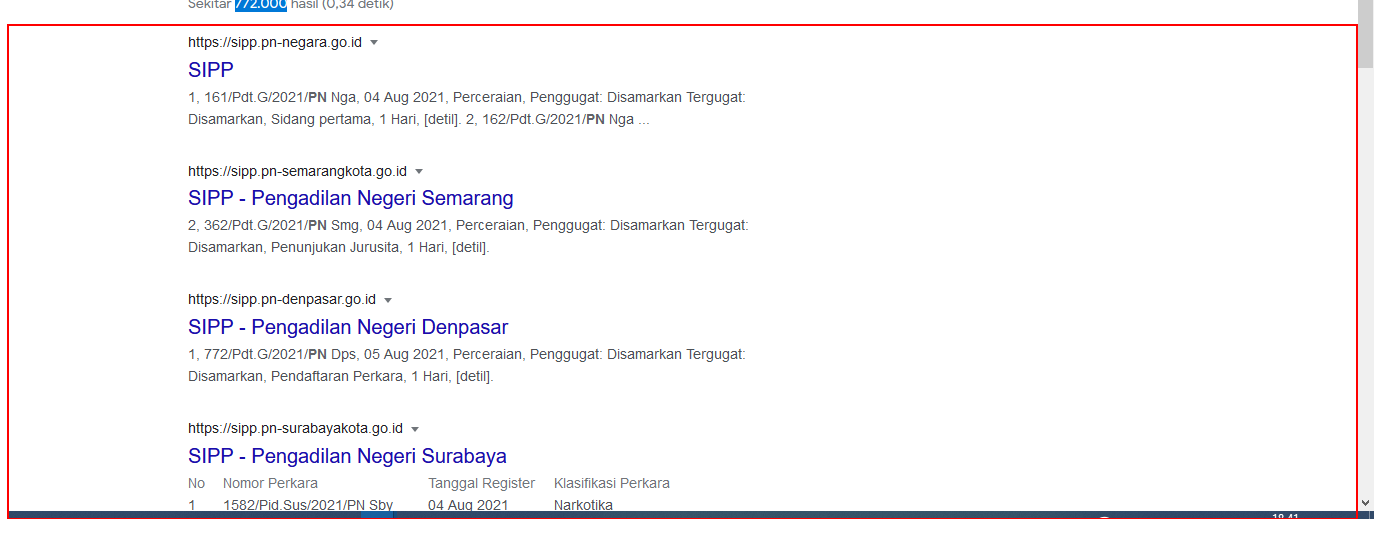 Sekitar 772.000 hasil (0,34 detik)
https://sipp.pn-negara.go.id
SIPP
1, 161/Pdt.G/2021/PN Nga, 04 Aug 2021, Perceraian, Penggugat: Disamarkan Tergugat:
Disamarkan, Sidang pertama, 1 Hari, [detil]. 2, 162/Pdt.G/2021/PN Nga ...
https://sipp.pn-semarangkota.go.id
SIPP - Pengadilan Negeri Semarang
2, 362/Pdt.G/2021/PN Smg, 04 Aug 2021, Perceraian, Penggugat: Disamarkan Tergugat:
Disamarkan, Penunjukan Jurusita, 1 Hari, [detil].
https://sipp.pn-denpasar.go.id
SIPP - Pengadilan Negeri Denpasar
1, 772/Pdt.G/2021/PN Dps, 05 Aug 2021, Perceraian, Penggugat: Disamarkan Tergugat:
Disamarkan, Pendaftaran Perkara, 1 Hari, [detil].
https://sipp.pn-surabayakota.go.id
SIPP - Pengadilan Negeri Surabaya
No Nomor Perkara Tanggal Register Klasifikasi Perkara
1 1582/Pid.Sus/2021/PN Sby 04 Aug 2021 Narkotika
18.41